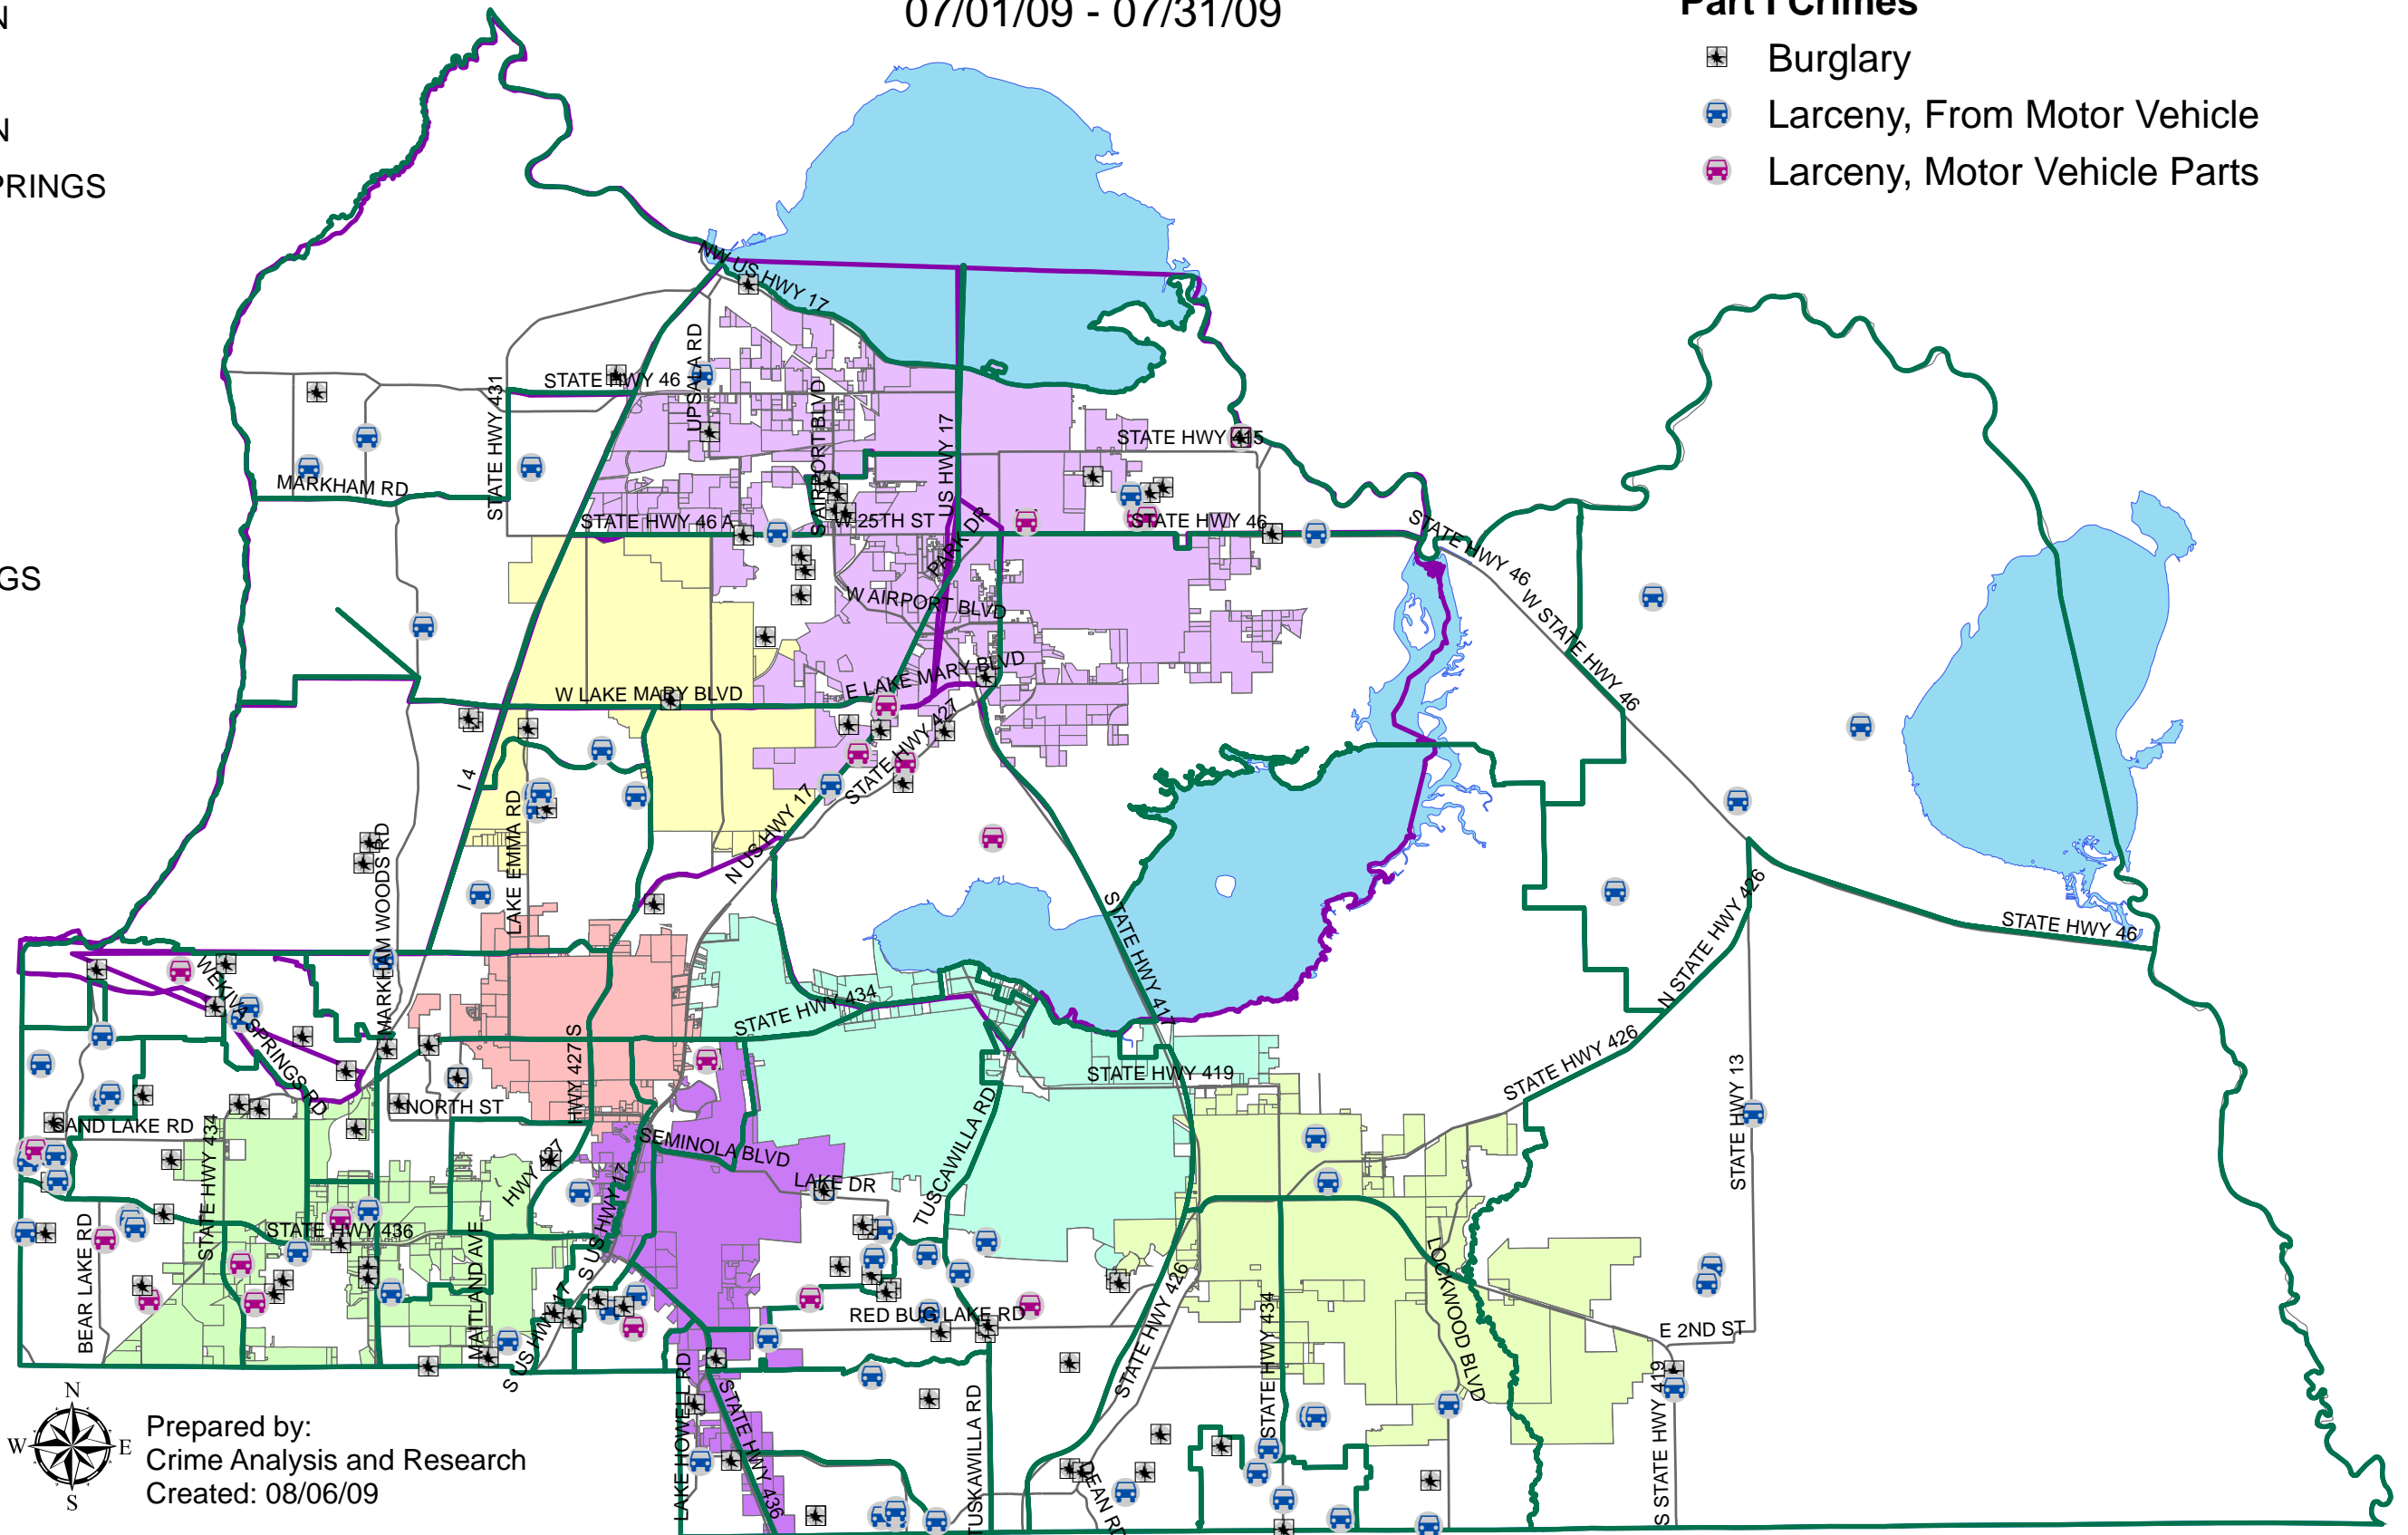 N
07/01/09 - 07/31/09
Part I Crimes
Burglary
N
Larceny, From Motor Vehicle
PRINGS
Larceny, Motor Vehicle Parts
NW US HWY 17
UPSALA RD
STATE HWY 46
STATE HWY 431
S AIRPORT BLVD
US HWY 17
STATE HWY 415
MARKHAM RD
STATE HWY 46 A
W 25TH ST
PARK DR
STATE HWY 46
STATE HWY 46
GS
W AIRPORT BLVD
W STATE HWY 46
E LAKE MARY BLVD
W LAKE MARY BLVD
STATE HWY 427
I 4
N US HWY 17
LAKE EMMA RD
MARKHAM WOODS RD
STATE HWY 417
N STATE HWY 426
STATE HWY 46
WEKIVA SPRINGS RD
STATE HWY 434
HWY 427 S
STATE HWY 426
STATE HWY 419
STATE HWY 13
NORTH ST
SAND LAKE RD
STATE HWY 434
SEMINOLA BLVD
HWY 427
LAKE DR
TUSCAWILLA RD
S US HWY 17
STATE HWY 436
BEAR LAKE RD
MAITLAND AVE
S US HWY 17
RED BUG LAKE RD
STATE HWY 426
STATE HWY 434
LOCKWOOD BLVD
E 2ND ST
S STATE HWY 419
LAKE HOWELL RD
STATE HWY 436
TUSKAWILLA RD
DEAN RD
N
W
E
S
Prepared by:
Crime Analysis and Research
Created: 08/06/09